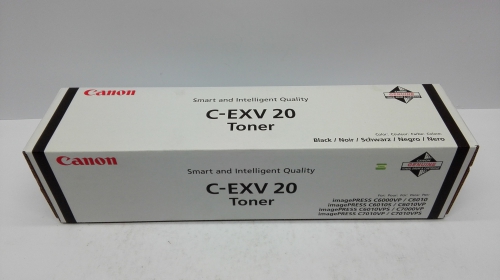 Canon
Smart and Intelligent Quality
C-EXV 20
Toner
Black / Noir / Schwarz / Negro / Nero
Canon
Smart and Intelligent Quality
C-EXV 20
Toner
imagePRESS C6000VP / C6010
imagePRESS C6010S / C6010VP
imagePRESS C6010VPS / C7000VP
imagePRESS C7010VP / C7010VPS